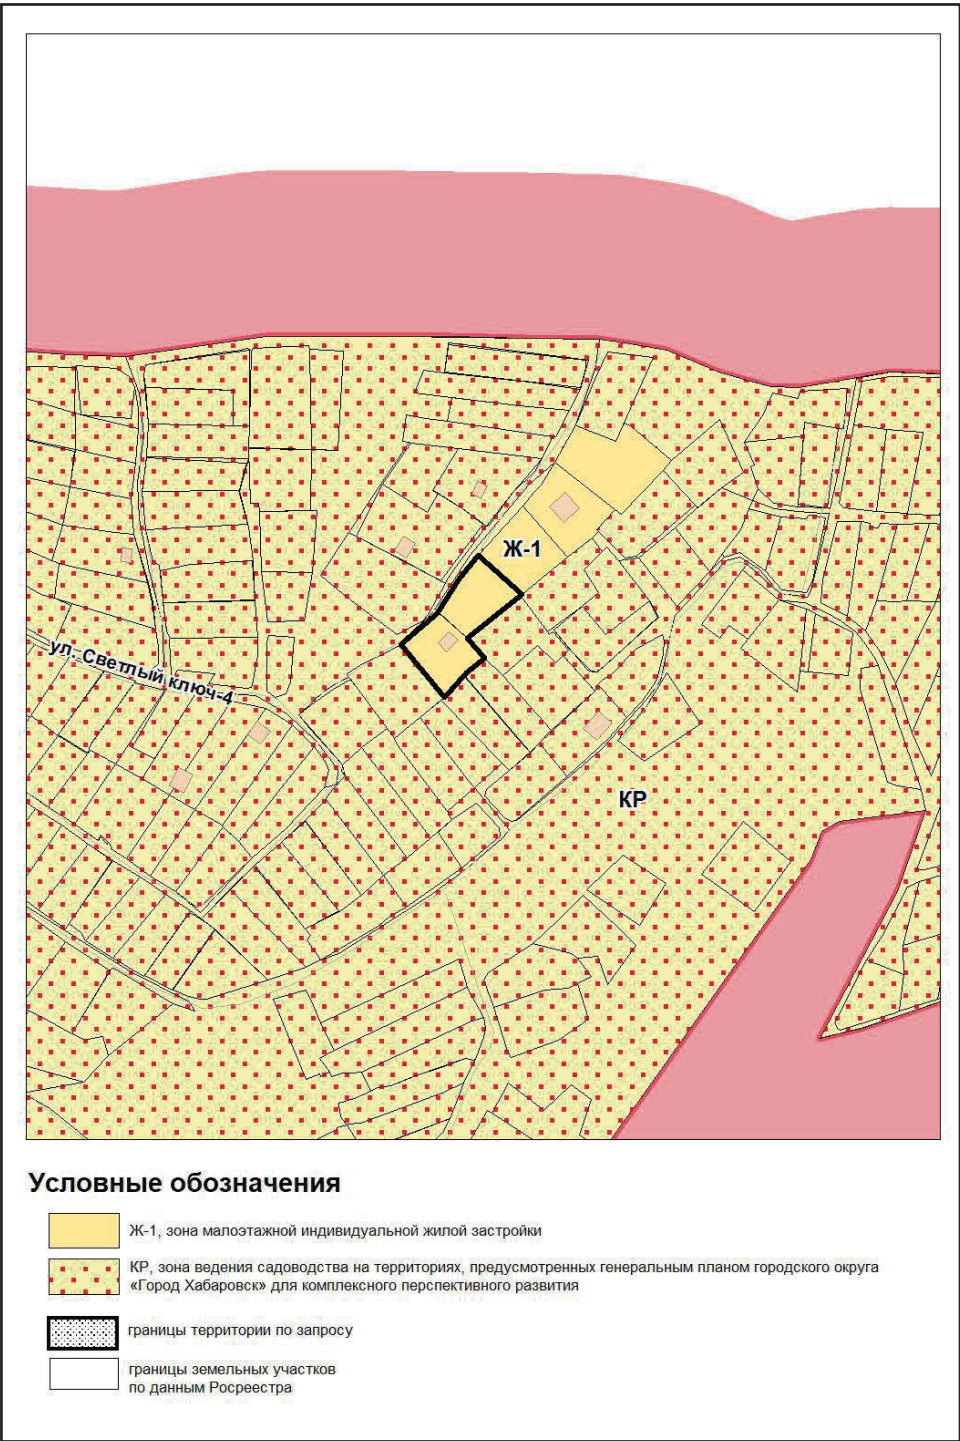 Ж-1
ул. Светлый ключ-4
КР
Условные обозначения
Ж-1, зона малоэтажной индивидуальной жилой застройки
КР, зона ведения садоводства на территориях, предусмотренных генеральным планом городского округа
«Город Хабаровск» для комплексного перспективного развития
границы территории по запросу
границы земельных участков
по данным Росреестра